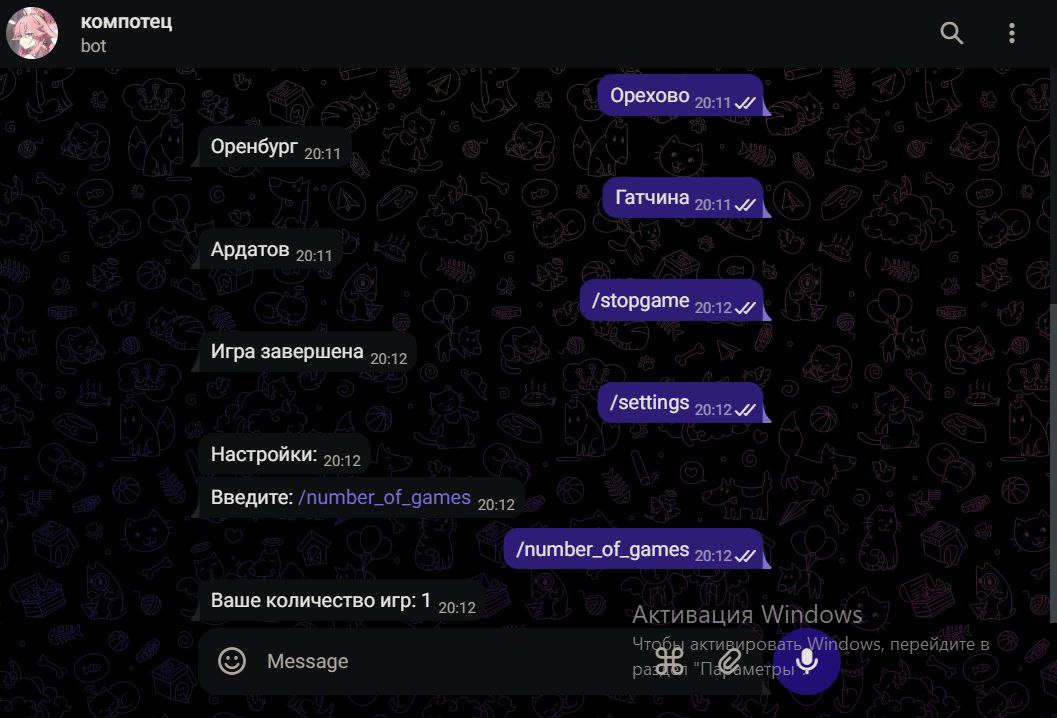 компотец
bot
Орехово 20:11
Оренбург 20:11
Гатчина 20:11
Ардатов 20:11
/stopgame 20:12
Игра завершена 20:12
/settings 20:12
Настройки: 20:12
Введите: /number_of_games 20:12
/number_of_games 20:12
Ваше количество игр: 1 20:12
Активация Windows
Чтобы активировать Windows, перейдите в
раздел "Параметры
Message